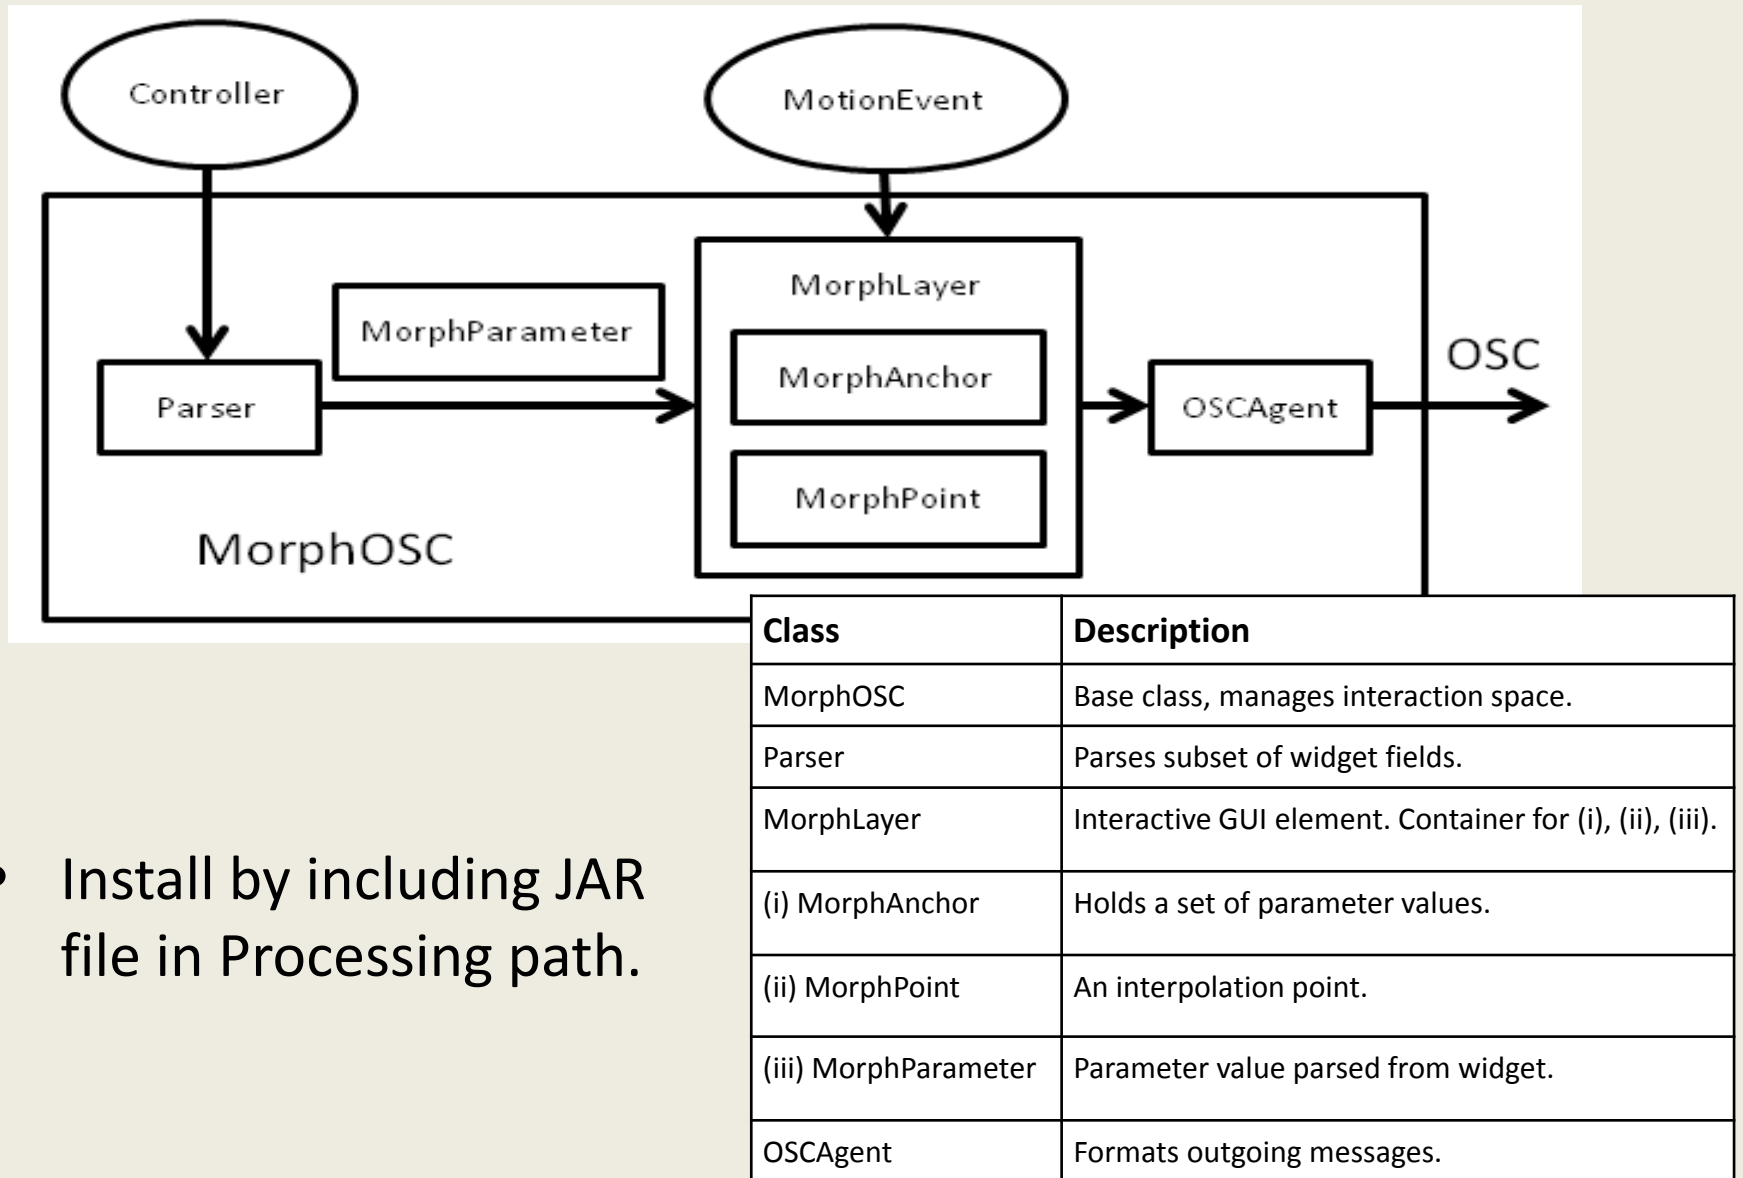 Controller
MotionEvent
MorphLayer
MorphParameter
MorphAnchor
OSC
Parser
OSCAgent
MorphPoint
MorphOSC
Class Description
MorphOSC Base class, manages interaction space.
Parser Parses subset of widget fields.
MorphLayer Interactive GUI element. Container for (i), (ii), (iii).
(i) MorphAnchor Holds a set of parameter values.
(ii) MorphPoint An interpolation point.
(iii) MorphParameter Parameter value parsed from widget.
OSCAgent Formats outgoing messages.
• Install by including JAR
file in Processing path.